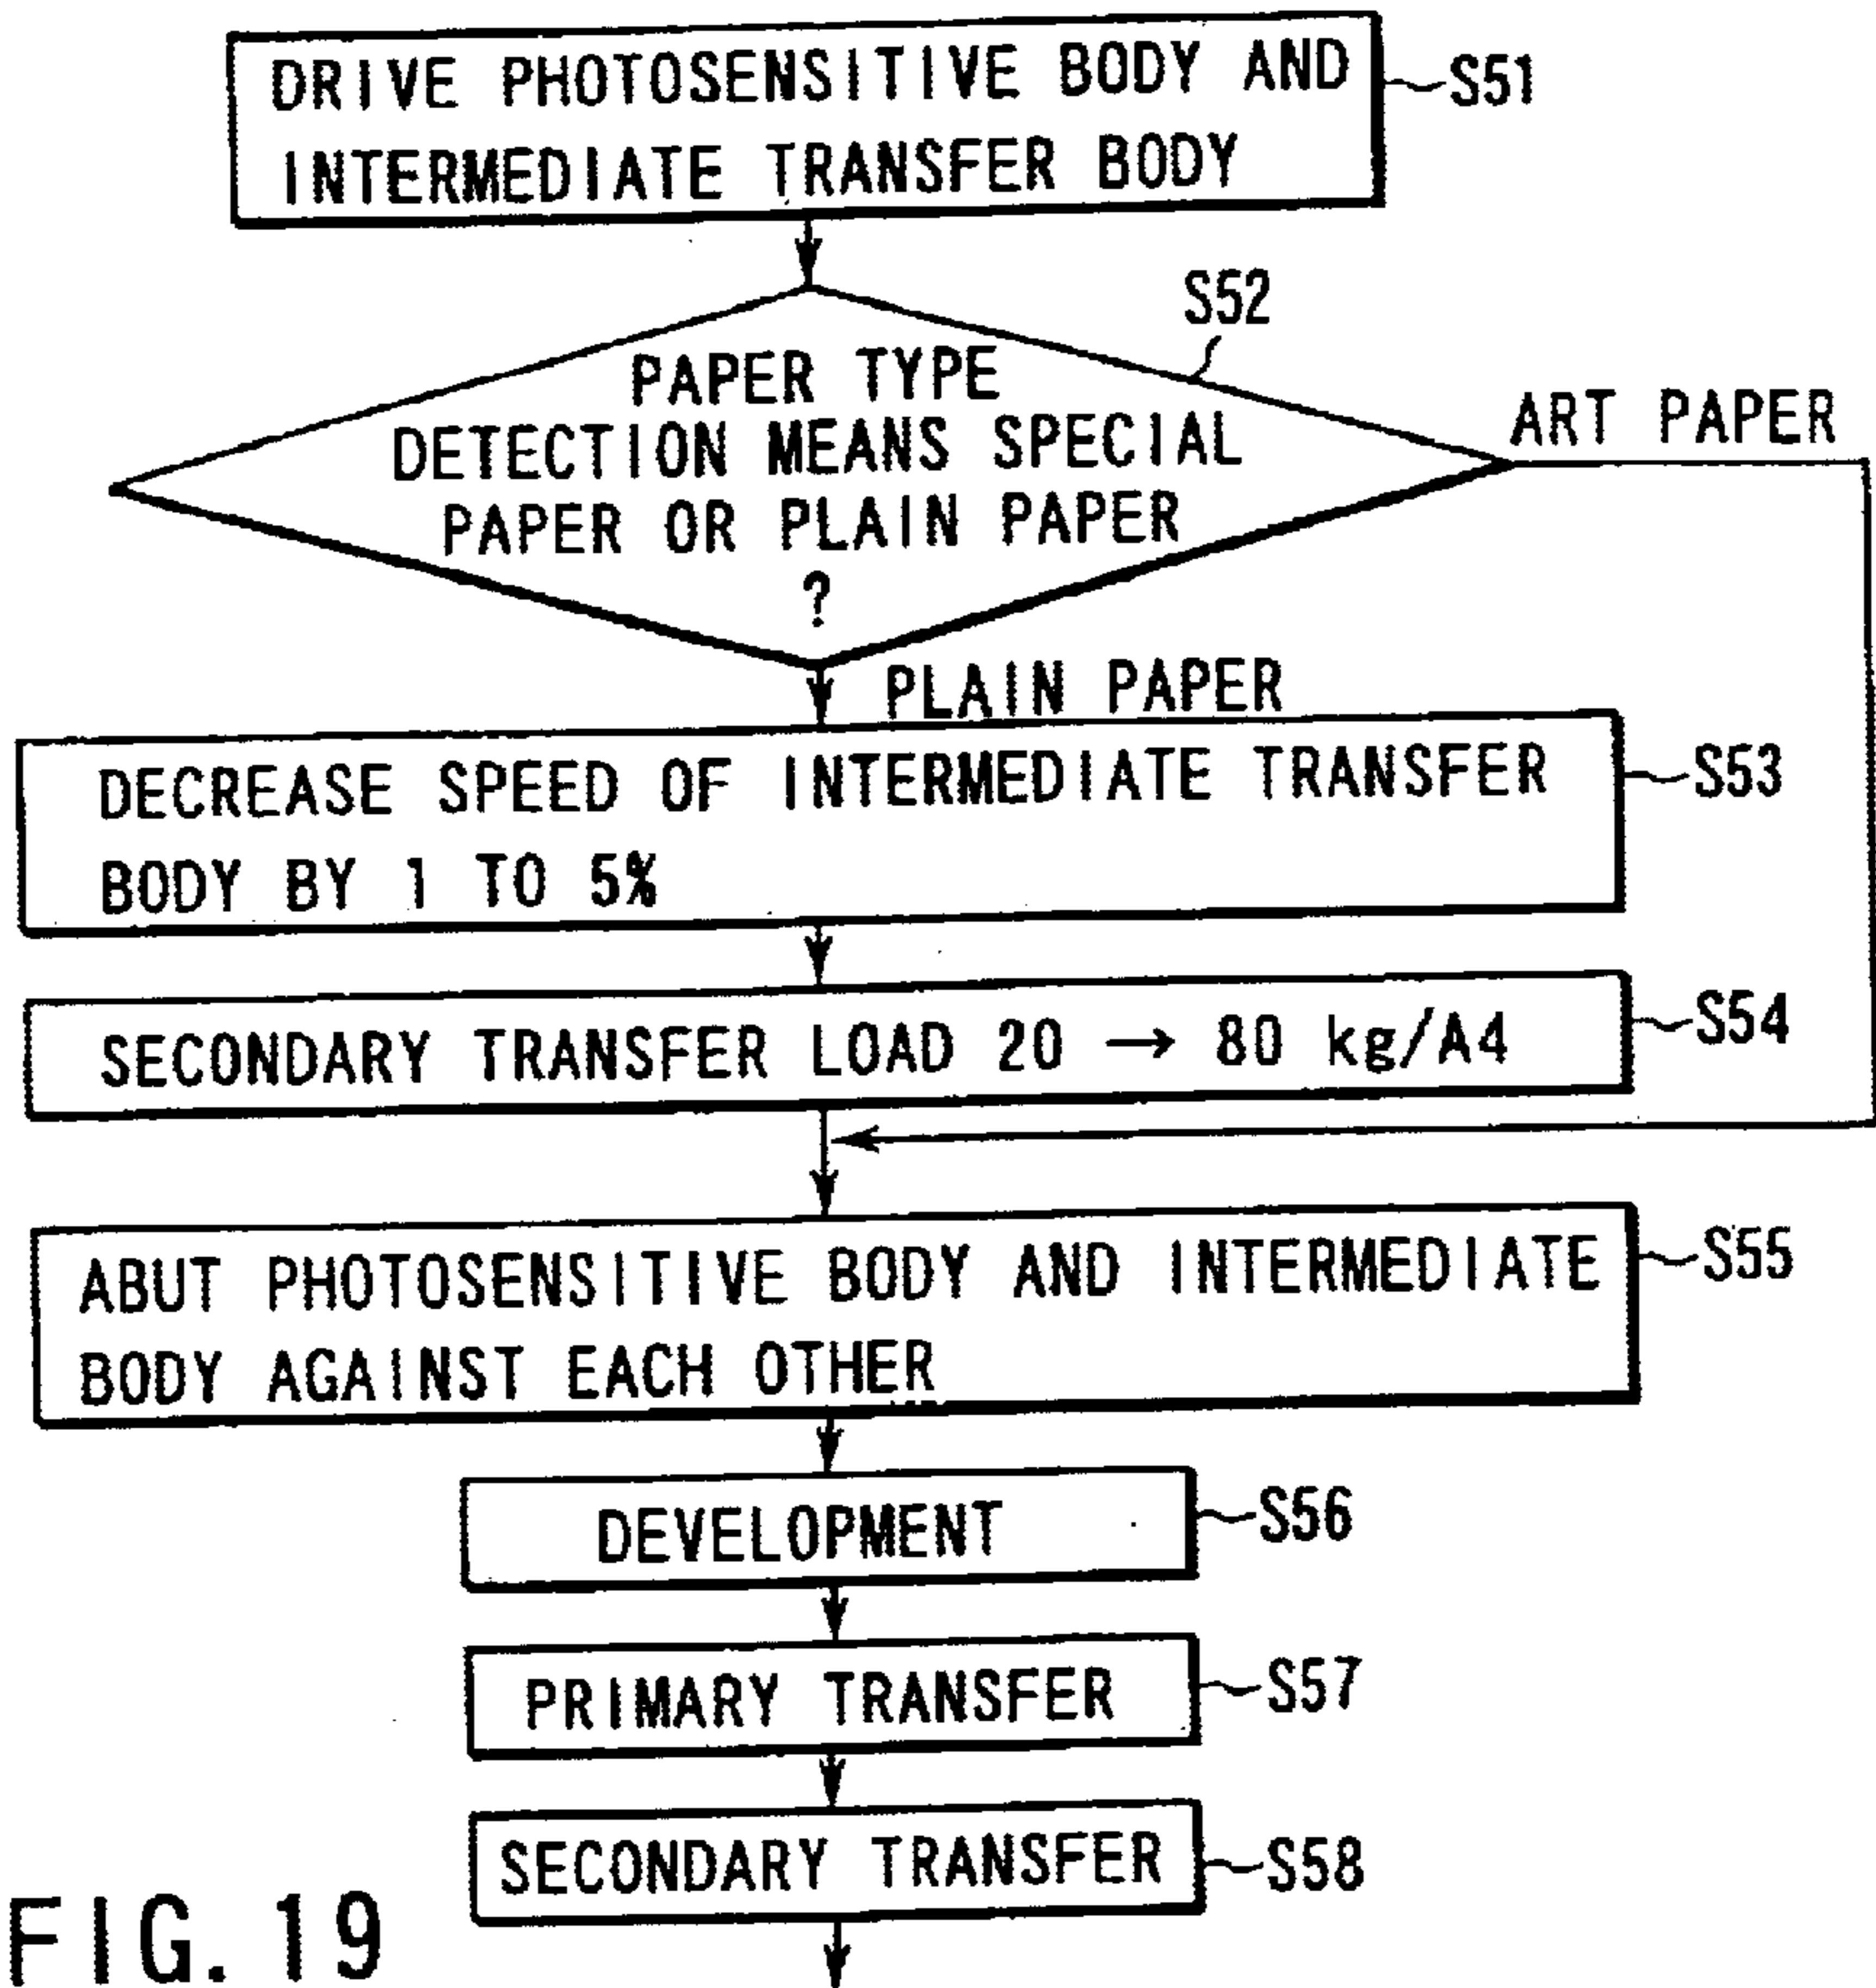 DRIVE PHOTOSENSITIVE BODY AND
INTERMEDIATE TRANSFER BODY
S51
S52
PAPER TYPE
DETECTION MEANS SPECIAL
PAPER OR PLAIN PAPER
?
ART PAPER
PLAIN PAPER
DECREASE SPEED OF INTERMEDIATE TRANSFER
BODY BY 1 TO 5%
S53
SECONDARY TRANSFER LOAD 20 → 80 kg/A4
S54
ABUT PHOTOSENSITIVE BODY AND INTERMEDIATE
BODY AGAINST EACH OTHER
S55
DEVELOPMENT
S56
PRIMARY TRANSFER
S57
SECONDARY TRANSFER
S58
FIG. 19